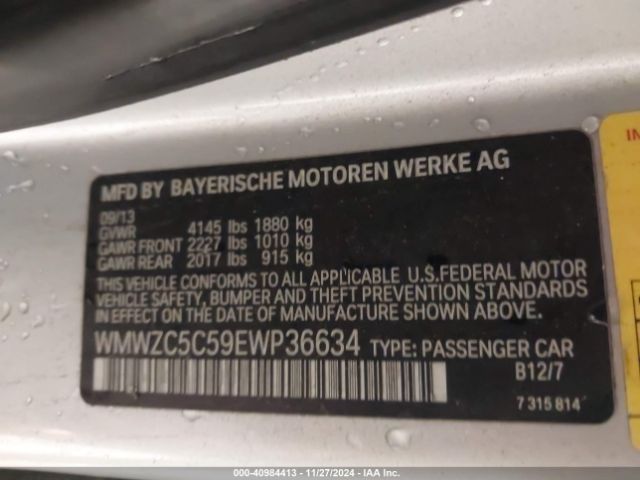 MFD BY BAYERISCHE MOTOREN WERKE AG
09/13
GVWR 4145 lbs 1880 kg
GAWR FRONT 2227 lbs 1010 kg
GAWR REAR 2017 lbs 915 kg
THIS VEHICLE CONFORMS TO ALL APPLICABLE U.S.FEDERAL MOTOR
VEHICLE SAFETY, BUMPER AND THEFT PREVENTION STANDARDS
IN EFFECT ON THE DATE OF MANUFACTURE SHOWN ABOVE.
WMWZC5C59EWP36634 TYPE: PASSENGER CAR
B12/7
7 315 814
000-40984413 - 11/27/2024 - IAA Inc.